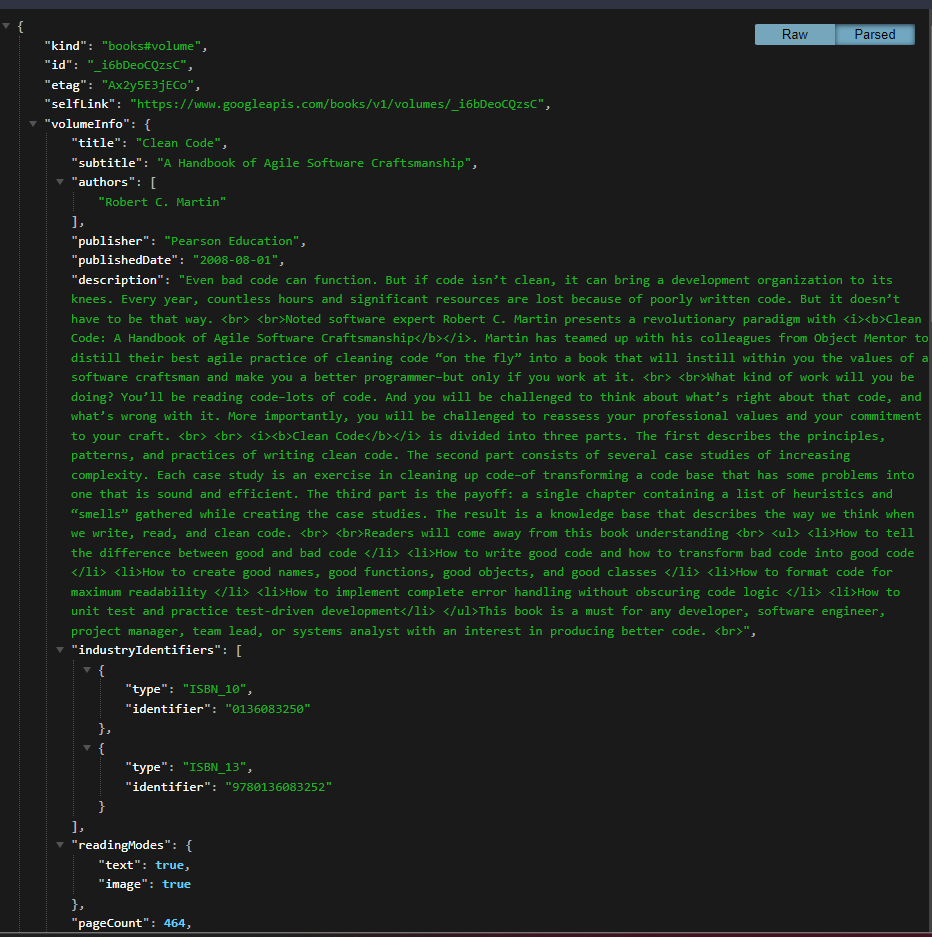 Raw Parsed
{
"kind": "books#volume",
"id": "_i6bDeoCQzsC",
"etag": "Ax2y5E3jECo",
"selfLink": "https://www.googleapis.com/books/v1/volumes/_i6bDeoCQzsC",
"volumeInfo": {
"title": "Clean Code",
"subtitle": "A Handbook of Agile Software Craftsmanship",
"authors": [
"Robert C. Martin"
],
"publisher": "Pearson Education",
"publishedDate": "2008-08-01",
"description": "Even bad code can function. But if code isn’t clean, it can bring a development organization to its
knees. Every year, countless hours and significant resources are lost because of poorly written code. But it doesn’t
have to be that way. <br> <br>Noted software expert Robert C. Martin presents a revolutionary paradigm with <i><b>Clean
Code: A Handbook of Agile Software Craftsmanship</b></i>. Martin has teamed up with his colleagues from Object Mentor to
distill their best agile practice of cleaning code “on the fly” into a book that will instill within you the values of a
software craftsman and make you a better programmer–but only if you work at it. <br> <br>What kind of work will you be
doing? You’ll be reading code–lots of code. And you will be challenged to think about what’s right about that code, and
what’s wrong with it. More importantly, you will be challenged to reassess your professional values and your commitment
to your craft. <br> <br> <i><b>Clean Code</b></i> is divided into three parts. The first describes the principles,
patterns, and practices of writing clean code. The second part consists of several case studies of increasing
complexity. Each case study is an exercise in cleaning up code–of transforming a code base that has some problems into
one that is sound and efficient. The third part is the payoff: a single chapter containing a list of heuristics and
“smells” gathered while creating the case studies. The result is a knowledge base that describes the way we think when
we write, read, and clean code. <br> <br>Readers will come away from this book understanding <br> <ul> <li>How to tell
the difference between good and bad code </li> <li>How to write good code and how to transform bad code into good code
</li> <li>How to create good names, good functions, good objects, and good classes </li> <li>How to format code for
maximum readability </li> <li>How to implement complete error handling without obscuring code logic </li> <li>How to
unit test and practice test-driven development</li> </ul>This book is a must for any developer, software engineer,
project manager, team lead, or systems analyst with an interest in producing better code. <br>",
"industryIdentifiers": [
{
"type": "ISBN_10",
"identifier": "0136083250"
},
{
"type": "ISBN_13",
"identifier": "9780136083252"
}
],
"readingModes": {
"text": true,
"image": true
},
"pageCount": 464,